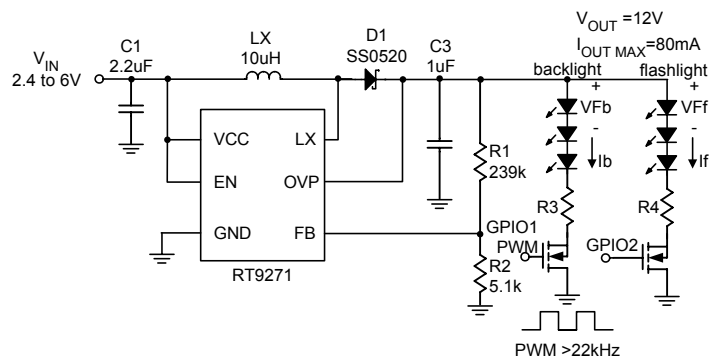 V_OUT =12V
I_OUT MAX=80mA
V_IN
2.4 to 6V
C1
2.2uF
LX
10uH
D1
SS0520
C3
1uF
backlight
flashlight
+
+
VFb
VFf
-
-
Ib
If
VCC
LX
EN
OVP
GND
FB
RT9271
R1
239k
R2
5.1k
R3
R4
GPIO1
PWM
GPIO2
PWM >22kHz